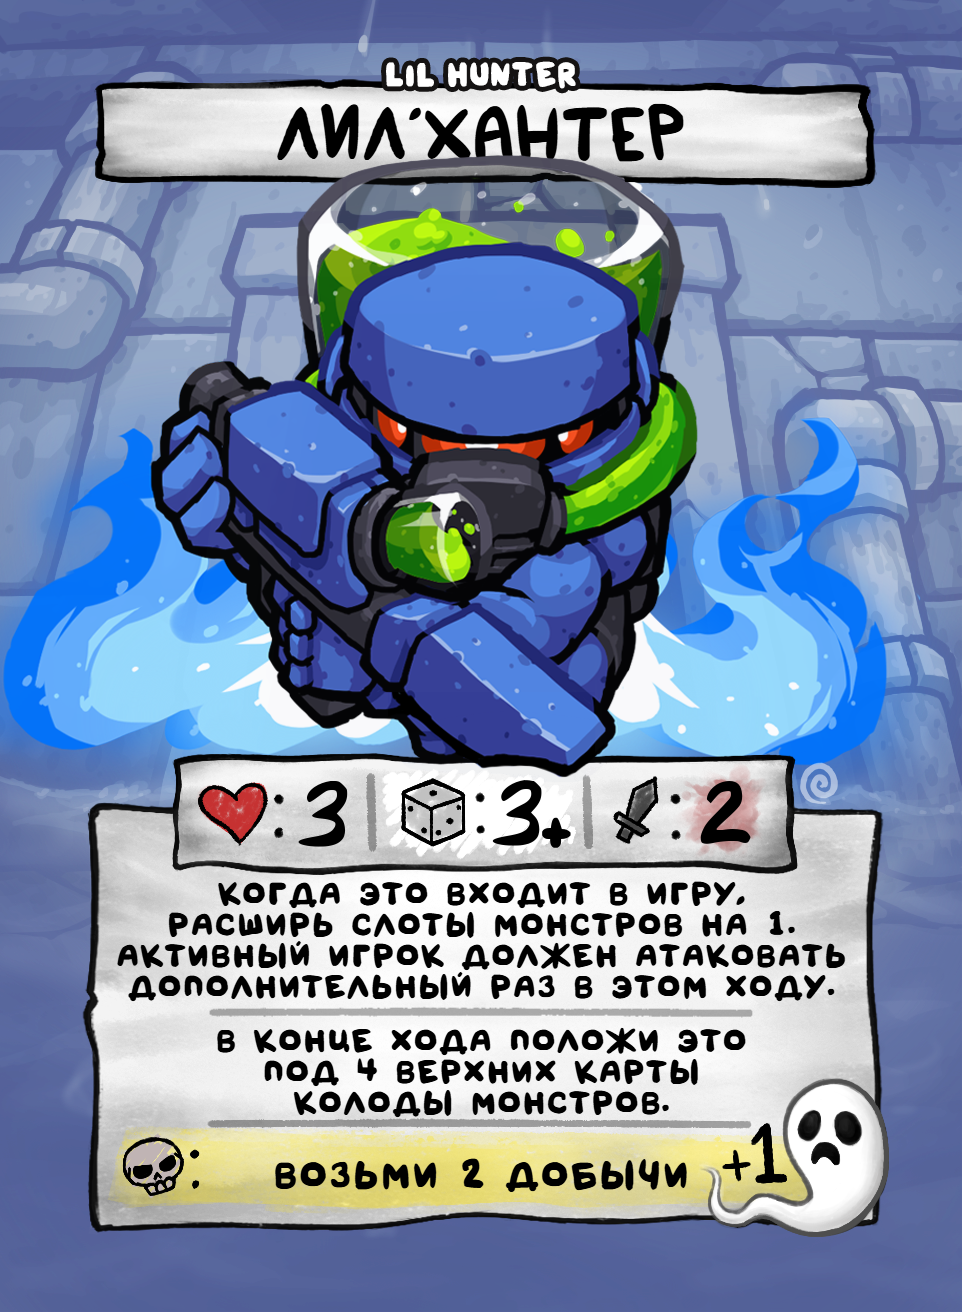 LIL HUNTER
ЛИЛ'ХАНТЕР
: 3 : 3+ : 2
КОГДА ЭТО ВХОДИТ В ИГРУ,
РАСШИРЬ СЛОТЫ МОНСТРОВ НА 1.
АКТИВНЫЙ ИГРОК ДОЛЖЕН АТАКОВАТЬ
ДОПОЛНИТЕЛЬНЫЙ РАЗ В ЭТОМ ХОДУ.
В КОНЦЕ ХОДА ПОЛОЖИ ЭТО
ПОД 4 ВЕРХНИХ КАРТЫ
КОЛОДЫ МОНСТРОВ.
: ВОЗЬМИ 2 ДОБЫЧИ +1